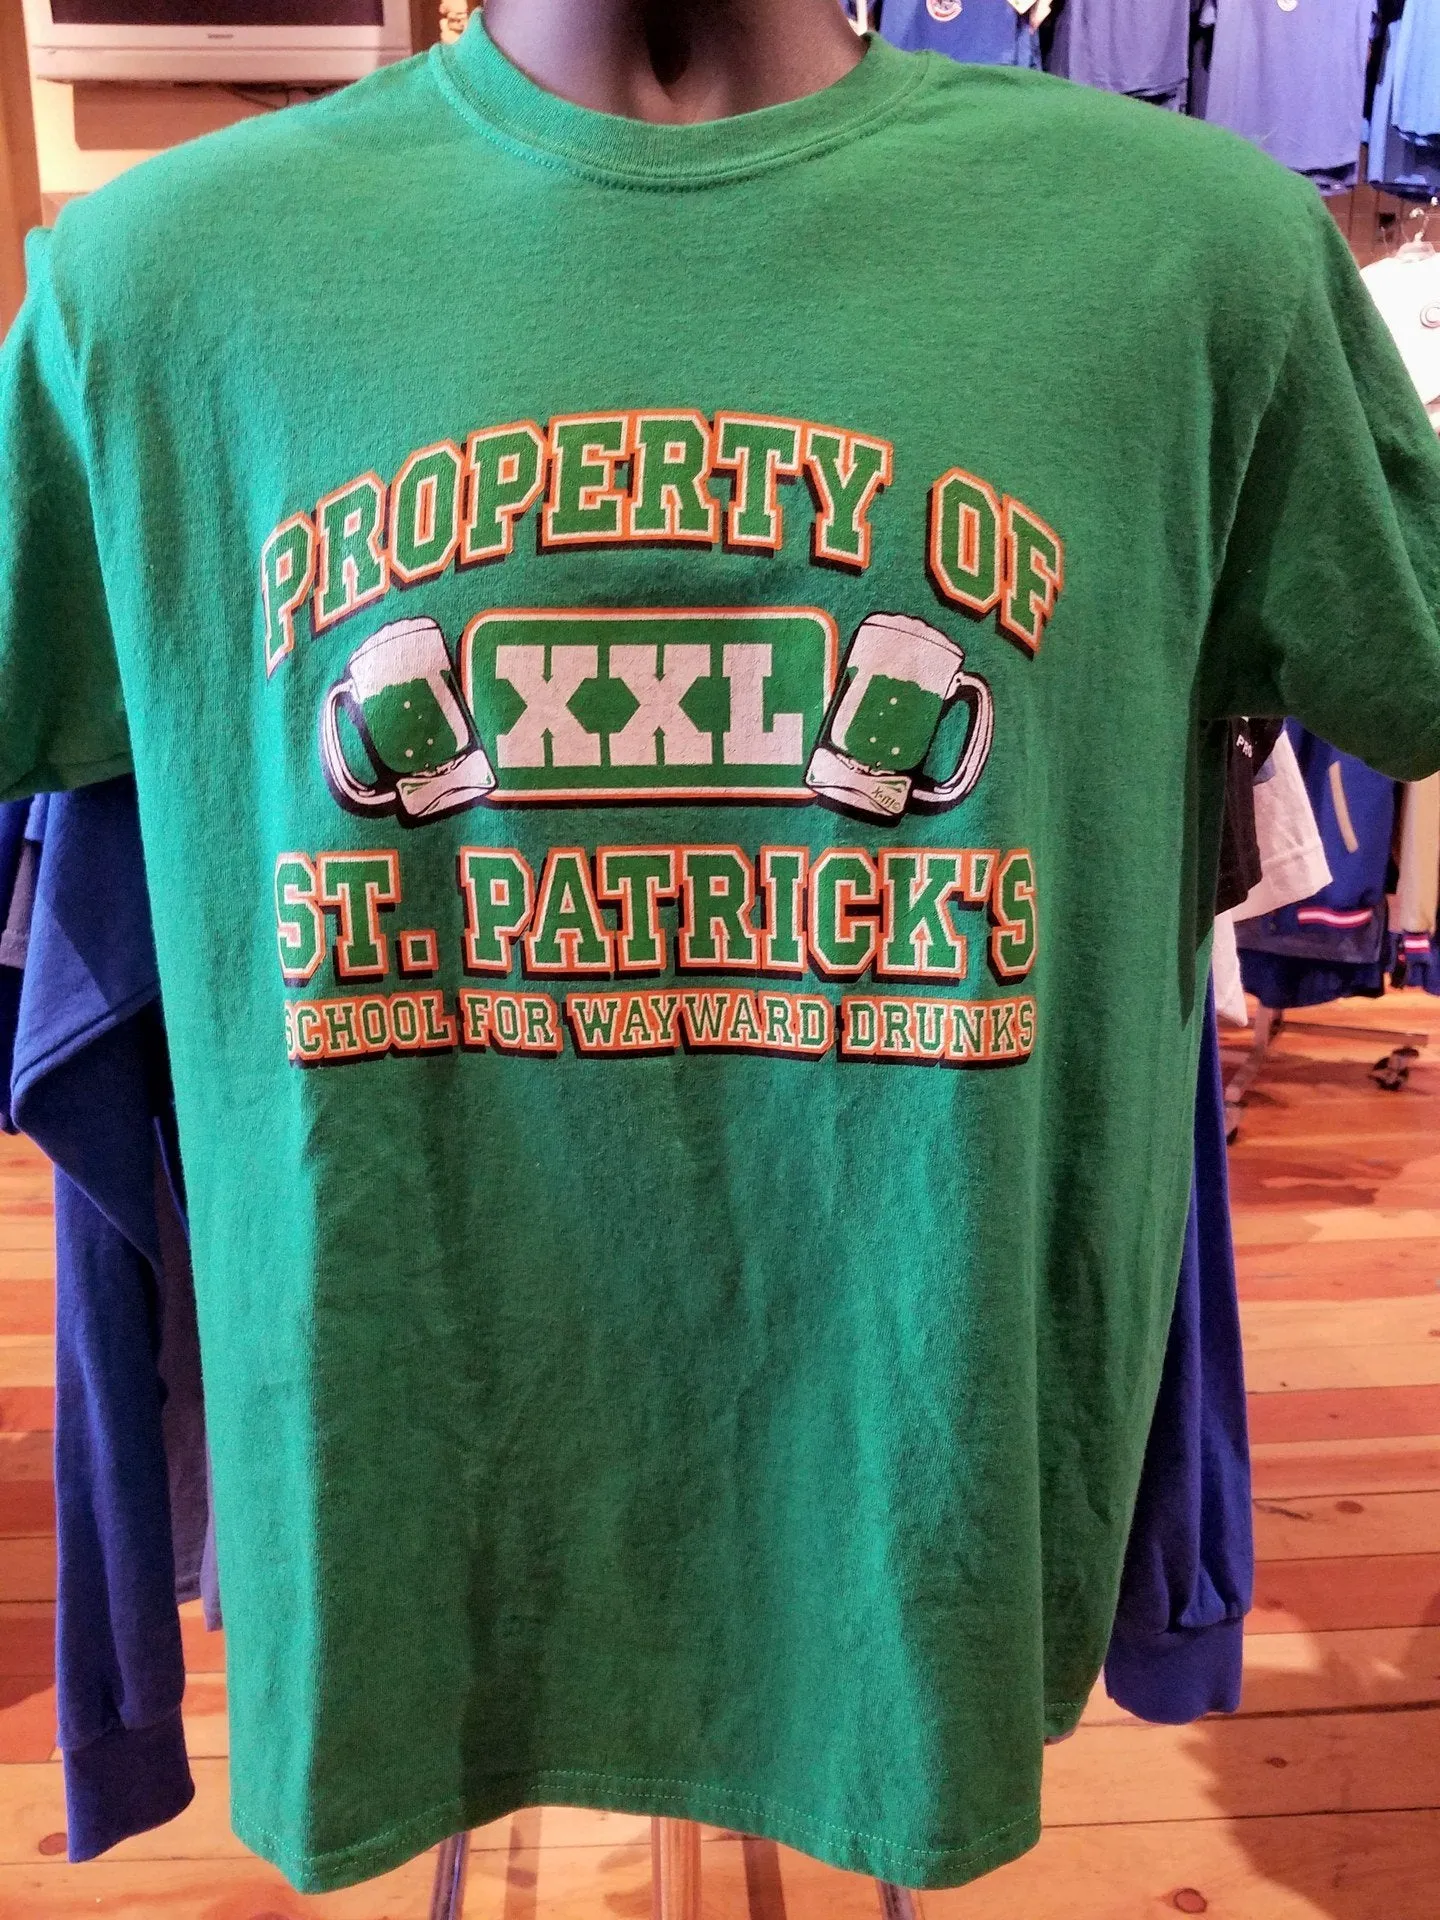 PROPERTY OF
XXL
ST. PATRICK'S
SCHOOL FOR WAYWARD DRUNKS